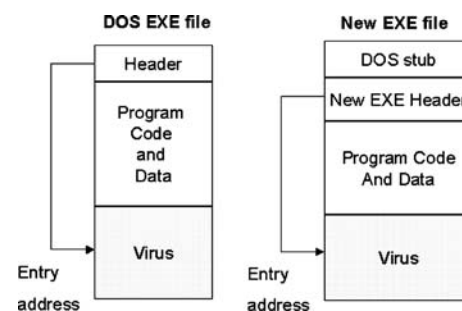 DOS EXE file
Header
Program
Code
and
Data
Virus
Entry
address
New EXE file
DOS stub
New EXE Header
Program Code
And Data
Virus
Entry
address